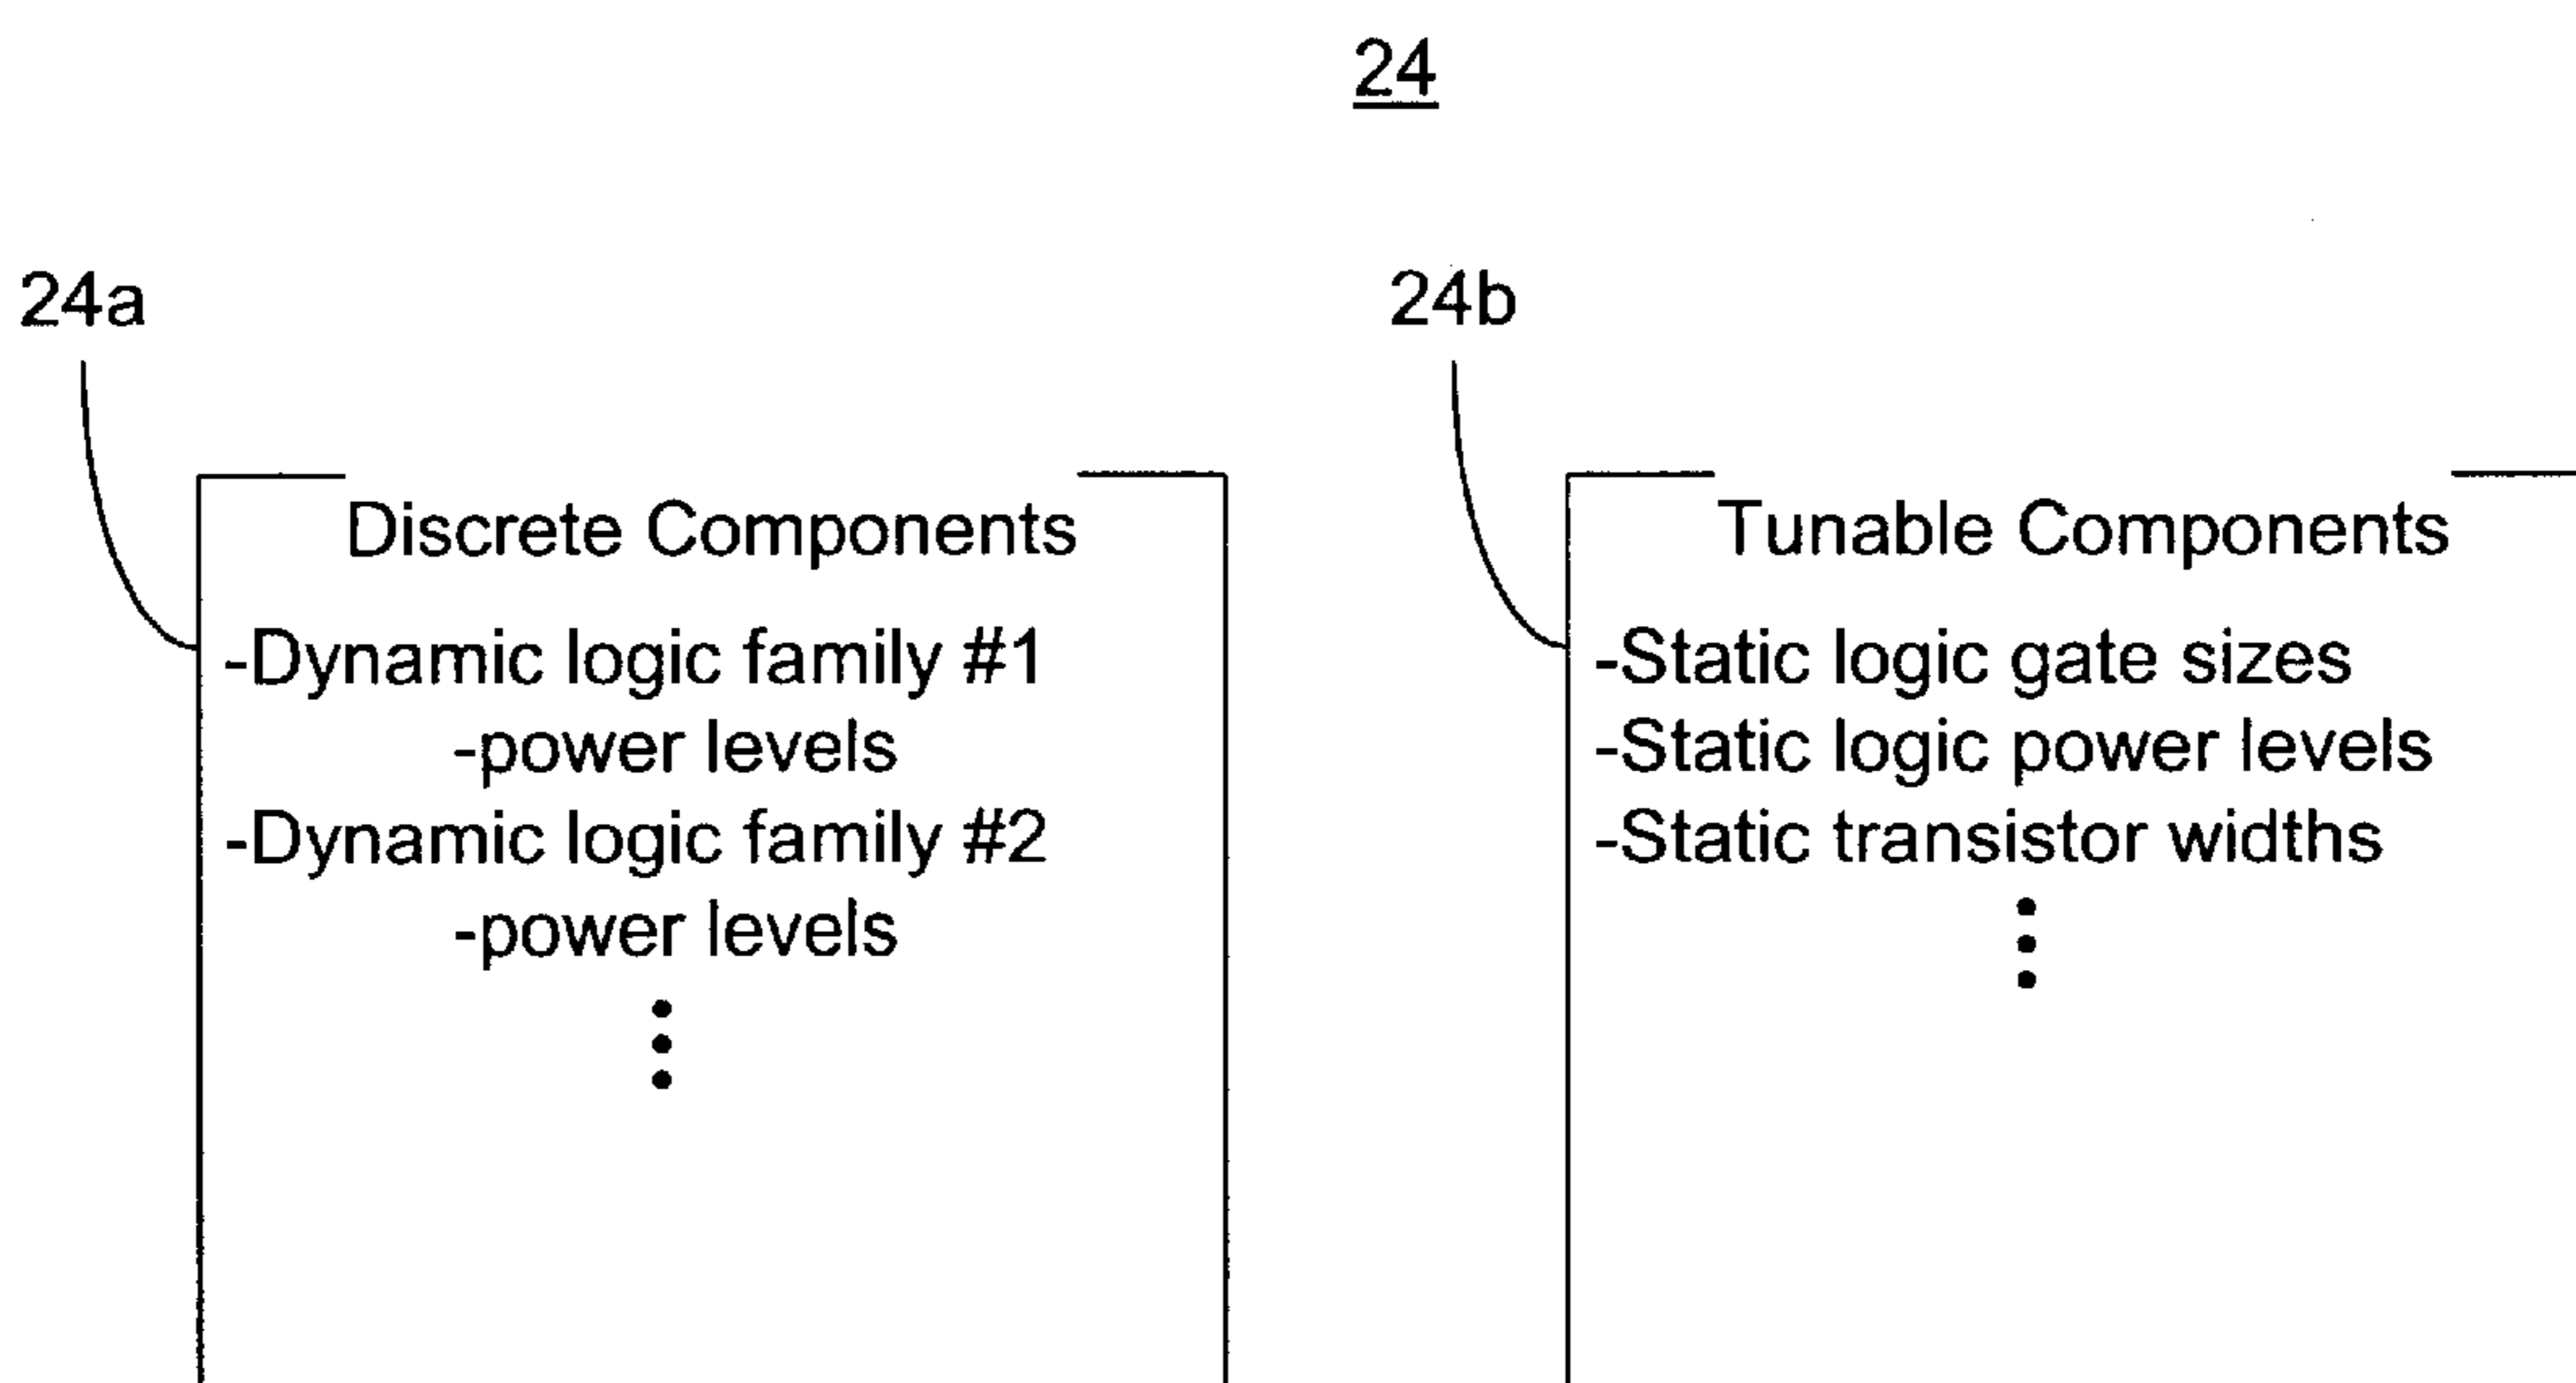 24
24a
Discrete Components
-Dynamic logic family #1
-power levels
-Dynamic logic family #2
-power levels
24b
Tunable Components
-Static logic gate sizes
-Static logic power levels
-Static transistor widths